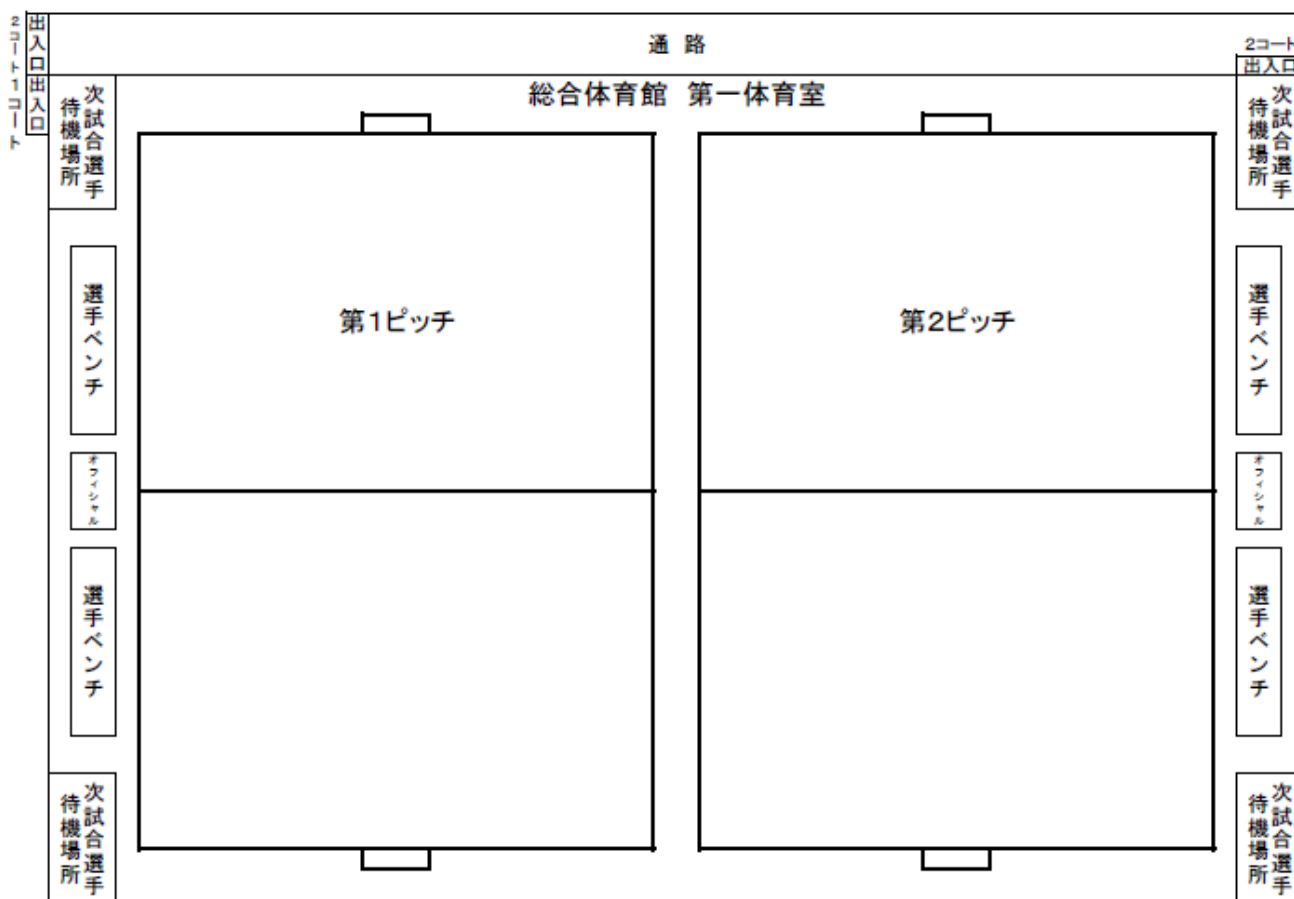 2コート
出入口
通 路
2コート
出入口
1コート
出入口
総合体育館 第一体育室
次試合選手
待機場所
次試合選手
待機場所
選手ベンチ
第1ピッチ
第2ピッチ
選手ベンチ
オフィシャル
オフィシャル
選手ベンチ
選手ベンチ
次試合選手
待機場所
次試合選手
待機場所